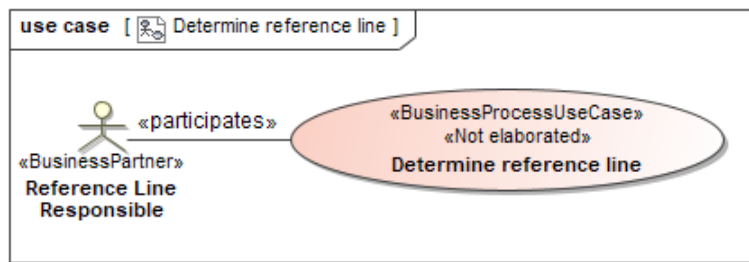 use case [ Determine reference line ]
«participates»
«BusinessPartner»
Reference Line
Responsible
«BusinessProcessUseCase»
«Not elaborated»
Determine reference line